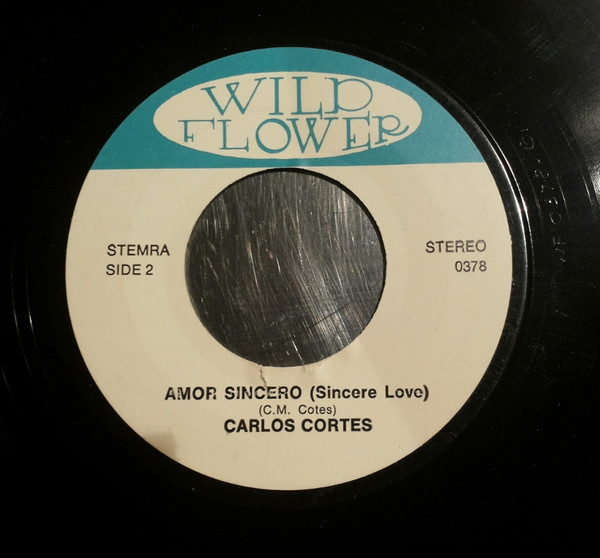 WILD
FLOWER
STEMRA
SIDE 2
STEREO
0378
AMOR SINCERO (Sincere Love)
(C.M. Cotes)
CARLOS CORTES